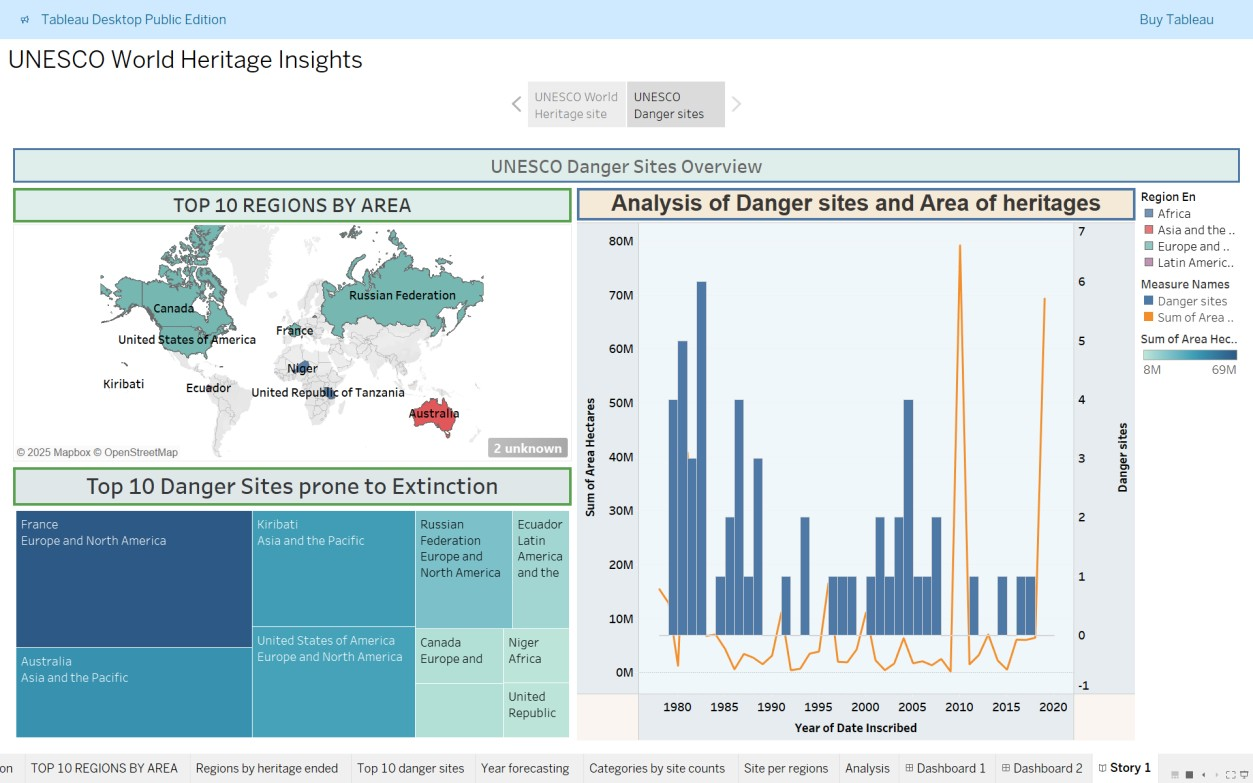 Tableau Desktop Public Edition
Buy Tableau
UNESCO World Heritage Insights
UNESCO World
Heritage site
UNESCO
Danger sites
UNESCO Danger Sites Overview
TOP 10 REGIONS BY AREA
Canada
Russian Federation
United States of America
France
Niger
Kiribati
Ecuador
United Republic of Tanzania
Australia
2 unknown
© 2025 Mapbox © OpenStreetMap
Top 10 Danger Sites prone to Extinction
France
Europe and North America
Australia
Asia and the Pacific
Kiribati
Asia and the Pacific
United States of America
Europe and North America
Russian
Federation
Europe and
North America
Ecuador
Latin
America
and the
Canada
Europe and
Niger
Africa
United
Republic
Analysis of Danger sites and Area of heritages
Sum of Area Hectares
80M
70M
60M
50M
40M
30M
20M
10M
0M
7
6
5
4
3
2
1
0
-1
Danger sites
1980 1985 1990 1995 2000 2005 2010 2015 2020
Year of Date Inscribed
Region En
Africa
Asia and the ..
Europe and ..
Latin Americ..
Measure Names
Danger sites
Sum of Area ..
Sum of Area Hec..
8M 69M
on TOP 10 REGIONS BY AREA Regions by heritage ended Top 10 danger sites Year forecasting Categories by site counts Site per regions Analysis Dashboard 1 Dashboard 2 Story 1